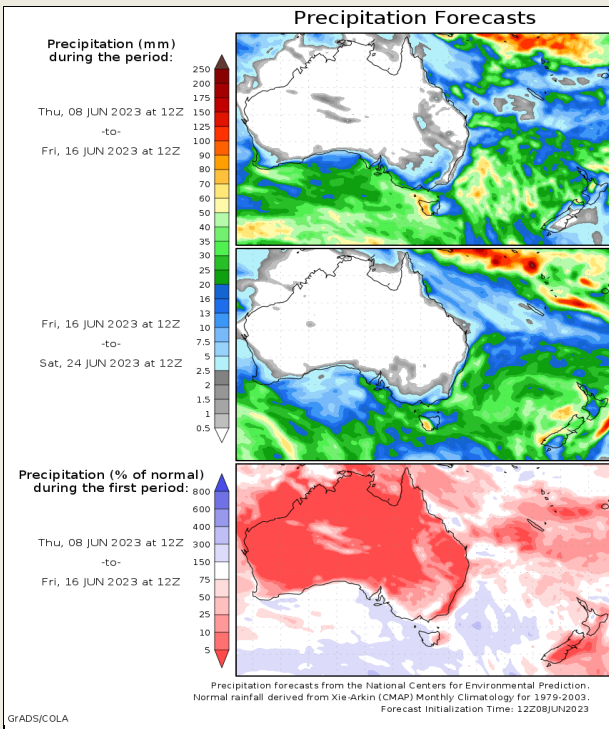 Precipitation Forecasts
Precipitation (mm)
during the period:
Thu, 08 JUN 2023 at 12Z
-to-
Fri, 16 JUN 2023 at 12Z
250
200
175
150
125
100
90
80
70
60
50
40
35
30
25
20
16
13
10
7.5
5
2.5
2
1.5
1
0.5
Fri, 16 JUN 2023 at 12Z
-to-
Sat, 24 JUN 2023 at 12Z
Precipitation (% of normal)
during the first period:
Thu, 08 JUN 2023 at 12Z
-to-
Fri, 16 JUN 2023 at 12Z
800
600
400
300
150
75
50
25
10
5
Precipitation forecasts from the National Centers for Environmental Prediction.
Normal rainfall derived from Xie-Arkin (CMAP) Monthly Climatology for 1979-2003.
Forecast Initialization Time: 12Z08JUN2023
GrADS/COLA